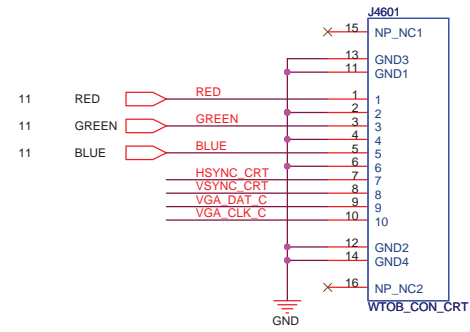 J4601
15 NP_NC1
13 GND3
11 GND1
11 RED RED 1 1
2 2
11 GREEN GREEN 3 3
4 4
11 BLUE BLUE 5 5
6 6
HSYNC_CRT 7 7
VSYNC_CRT 8 8
VGA_DAT_C 9 9
VGA_CLK_C 10 10
12 GND2
14 GND4
16 NP_NC2
WTOB_CON_CRT
GND